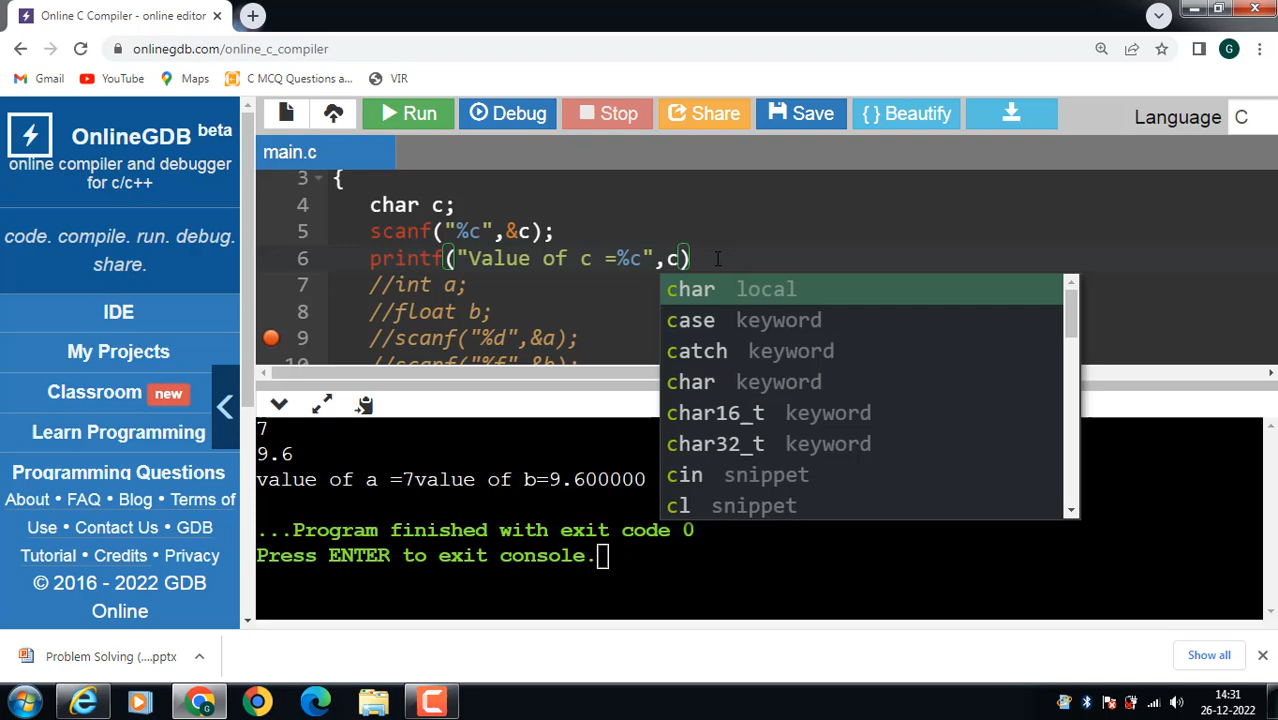 Online C Compiler - online editor
onlinegdb.com/online_c_compiler
G
Gmail YouTube Maps C MCQ Questions a... VIR
OnlineGDB beta
online compiler and debugger
for c/c++
code. compile. run. debug.
share.
IDE
My Projects
Classroom new
Learn Programming
Programming Questions
About • FAQ • Blog • Terms of
Use • Contact Us • GDB
Tutorial • Credits • Privacy
© 2016 - 2022 GDB
Online
Run Debug Stop Share Save { } Beautify
Language C
main.c
3 {
4 char c;
5 scanf("%c",&c);
6 printf("Value of c =%c",c)
7 //int a;
8 //float b;
9 //scanf("%d",&a);
10 //scanf("%f",&b);
char local
case keyword
catch keyword
char keyword
char16_t keyword
char32_t keyword
cin snippet
cl snippet
7
9.6
value of a =7value of b=9.600000
...Program finished with exit code 0
Press ENTER to exit console.
Problem Solving (....pptx
Show all
14:31
26-12-2022